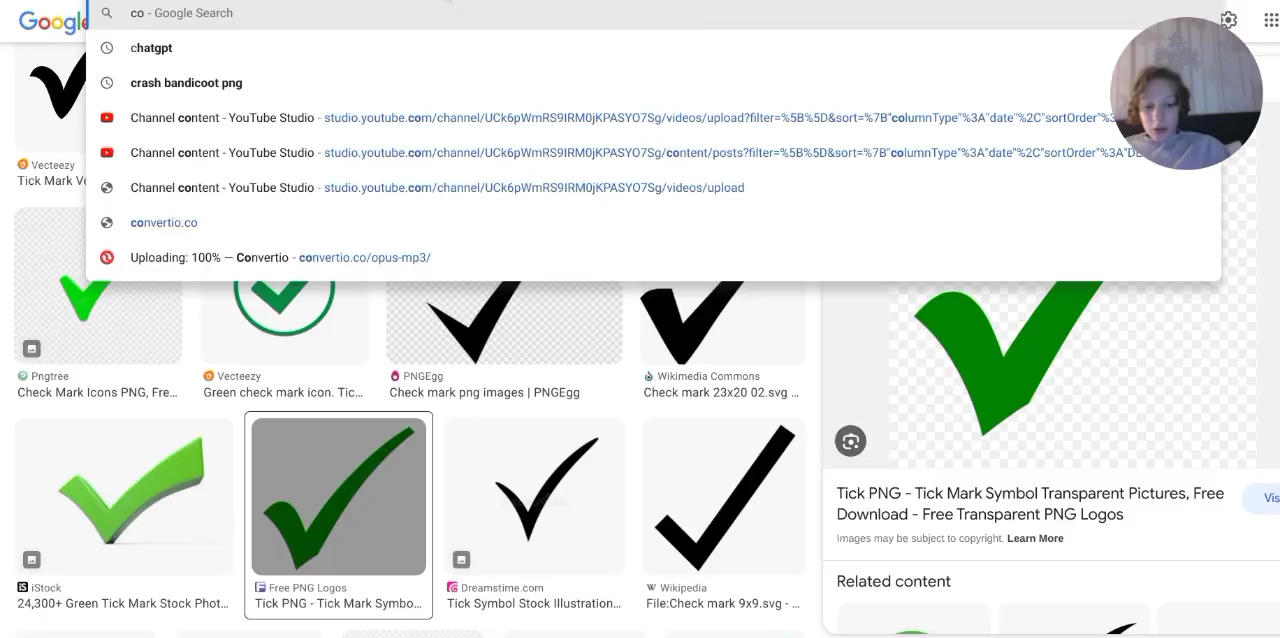 Google
co - Google Search
chatgpt
crash bandicoot png
Channel content - YouTube Studio - studio.youtube.com/channel/UCk6pWmRS9IRM0jKPASYO7Sg/videos/upload?filter=%5B%5D&sort=%7B"columnType"%3A"date"%2C"sortOrder"%3
Channel content - YouTube Studio - studio.youtube.com/channel/UCk6pWmRS9IRM0jKPASYO7Sg/content/posts?filter=%5B%5D&sort=%7B"columnType"%3A"date"%2C"sortOrder"%3A"DE
Channel content - YouTube Studio - studio.youtube.com/channel/UCk6pWmRS9IRM0jKPASYO7Sg/videos/upload
convertio.co
Uploading: 100% — Convertio - convertio.co/opus-mp3/
Vecteezy
Tick Mark Ve
Pngtree
Check Mark Icons PNG, Fre...
Vecteezy
Green check mark icon. Tic...
PNGEgg
Check mark png images | PNGEgg
Wikimedia Commons
Check mark 23x20 02.svg ...
iStock
24,300+ Green Tick Mark Stock Phot...
Free PNG Logos
Tick PNG - Tick Mark Symbo...
Dreamstime.com
Tick Symbol Stock Illustration...
Wikipedia
File:Check mark 9x9.svg - ...
Tick PNG - Tick Mark Symbol Transparent Pictures, Free
Download - Free Transparent PNG Logos
Vis
Images may be subject to copyright. Learn More
Related content